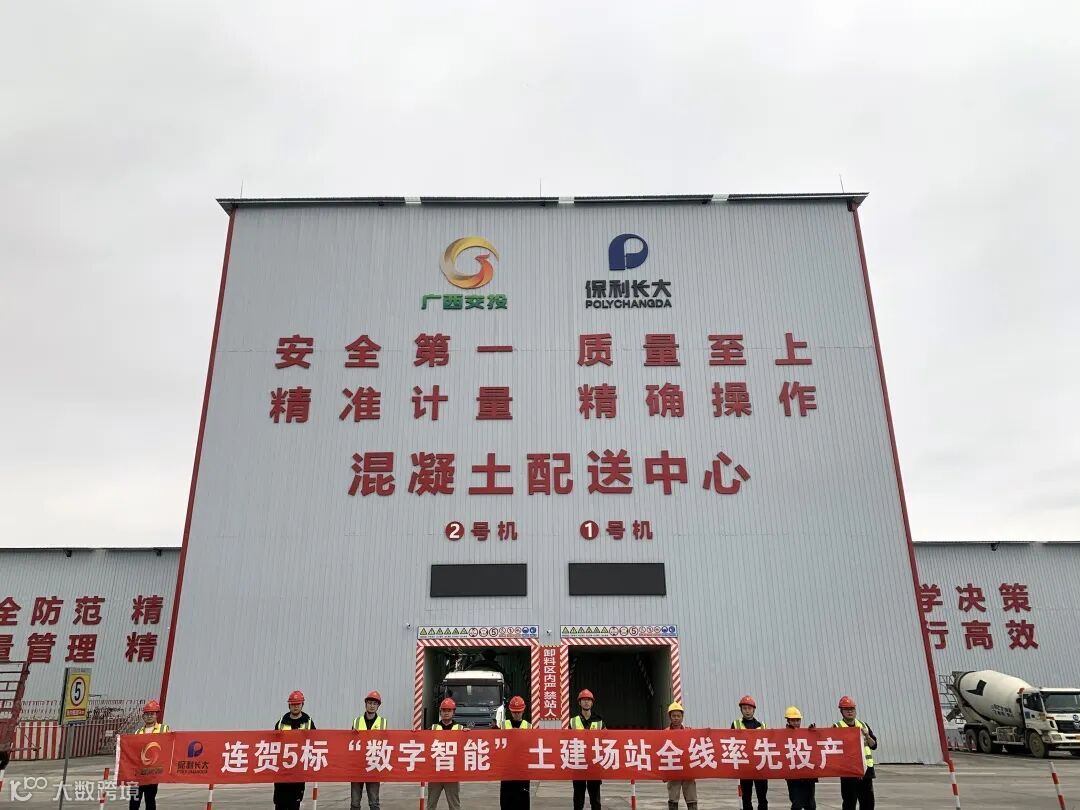 广西交投
保利长大
POLYCHANGDA
安全第一 质量至上
精准计量 精确操作
混凝土配送中心
2号机 1号机
全防范 精
量管理 精
学决策
行高效
卸料区内严禁站人
5
连贺5标“数字智能”土建场站全线率先投产
保利长大
大数跨境